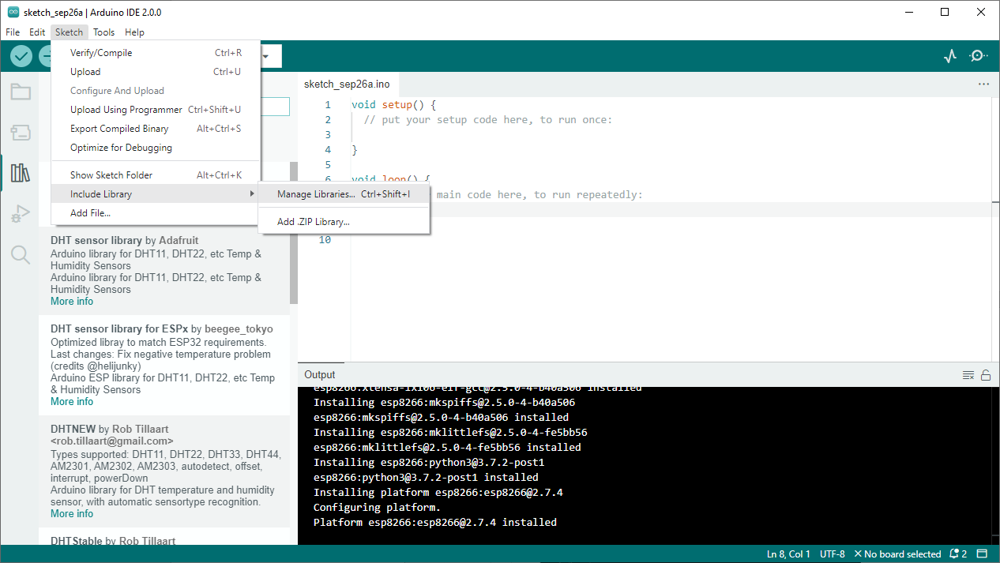 sketch_sep26a | Arduino IDE 2.0.0
File Edit Sketch Tools Help
Verify/Compile Ctrl+R
Upload Ctrl+U
Configure And Upload
Upload Using Programmer Ctrl+Shift+U
Export Compiled Binary Alt+Ctrl+S
Optimize for Debugging
Show Sketch Folder Alt+Ctrl+K
Include Library
Add File...
Manage Libraries... Ctrl+Shift+I
Add .ZIP Library...
DHT sensor library by Adafruit
Arduino library for DHT11, DHT22, etc Temp &
Humidity Sensors
Arduino library for DHT11, DHT22, etc Temp &
Humidity Sensors
More info
DHT sensor library for ESPx by beegee_tokyo
Optimized libray to match ESP32 requirements.
Last changes: Fix negative temperature problem
(credits @helijunky)
Arduino ESP library for DHT11, DHT22, etc Temp
& Humidity Sensors
More info
DHTNEW by Rob Tillaart
<rob.tillaart@gmail.com>
Types supported: DHT11, DHT22, DHT33, DHT44,
AM2301, AM2302, AM2303, autodetect, offset,
interrupt, powerDown
Arduino library for DHT temperature and humidity
sensor, with automatic sensortype recognition.
More info
DHTStable by Rob Tillaart
sketch_sep26a.ino
1 void setup() {
2 // put your setup code here, to run once:
3
4 }
5
6 void loop() {
main code here, to run repeatedly:
10
Output
esp8266:xtensa-lx106-elf-gcc@2.5.0-4-b40a506 installed
Installing esp8266:mkspiffs@2.5.0-4-b40a506
esp8266:mkspiffs@2.5.0-4-b40a506 installed
Installing esp8266:mklittlefs@2.5.0-4-fe5bb56
esp8266:mklittlefs@2.5.0-4-fe5bb56 installed
Installing esp8266:python3@3.7.2-post1
esp8266:python3@3.7.2-post1 installed
Installing platform esp8266:esp8266@2.7.4
Configuring platform.
Platform esp8266:esp8266@2.7.4 installed
Ln 8, Col 1 UTF-8 No board selected 2